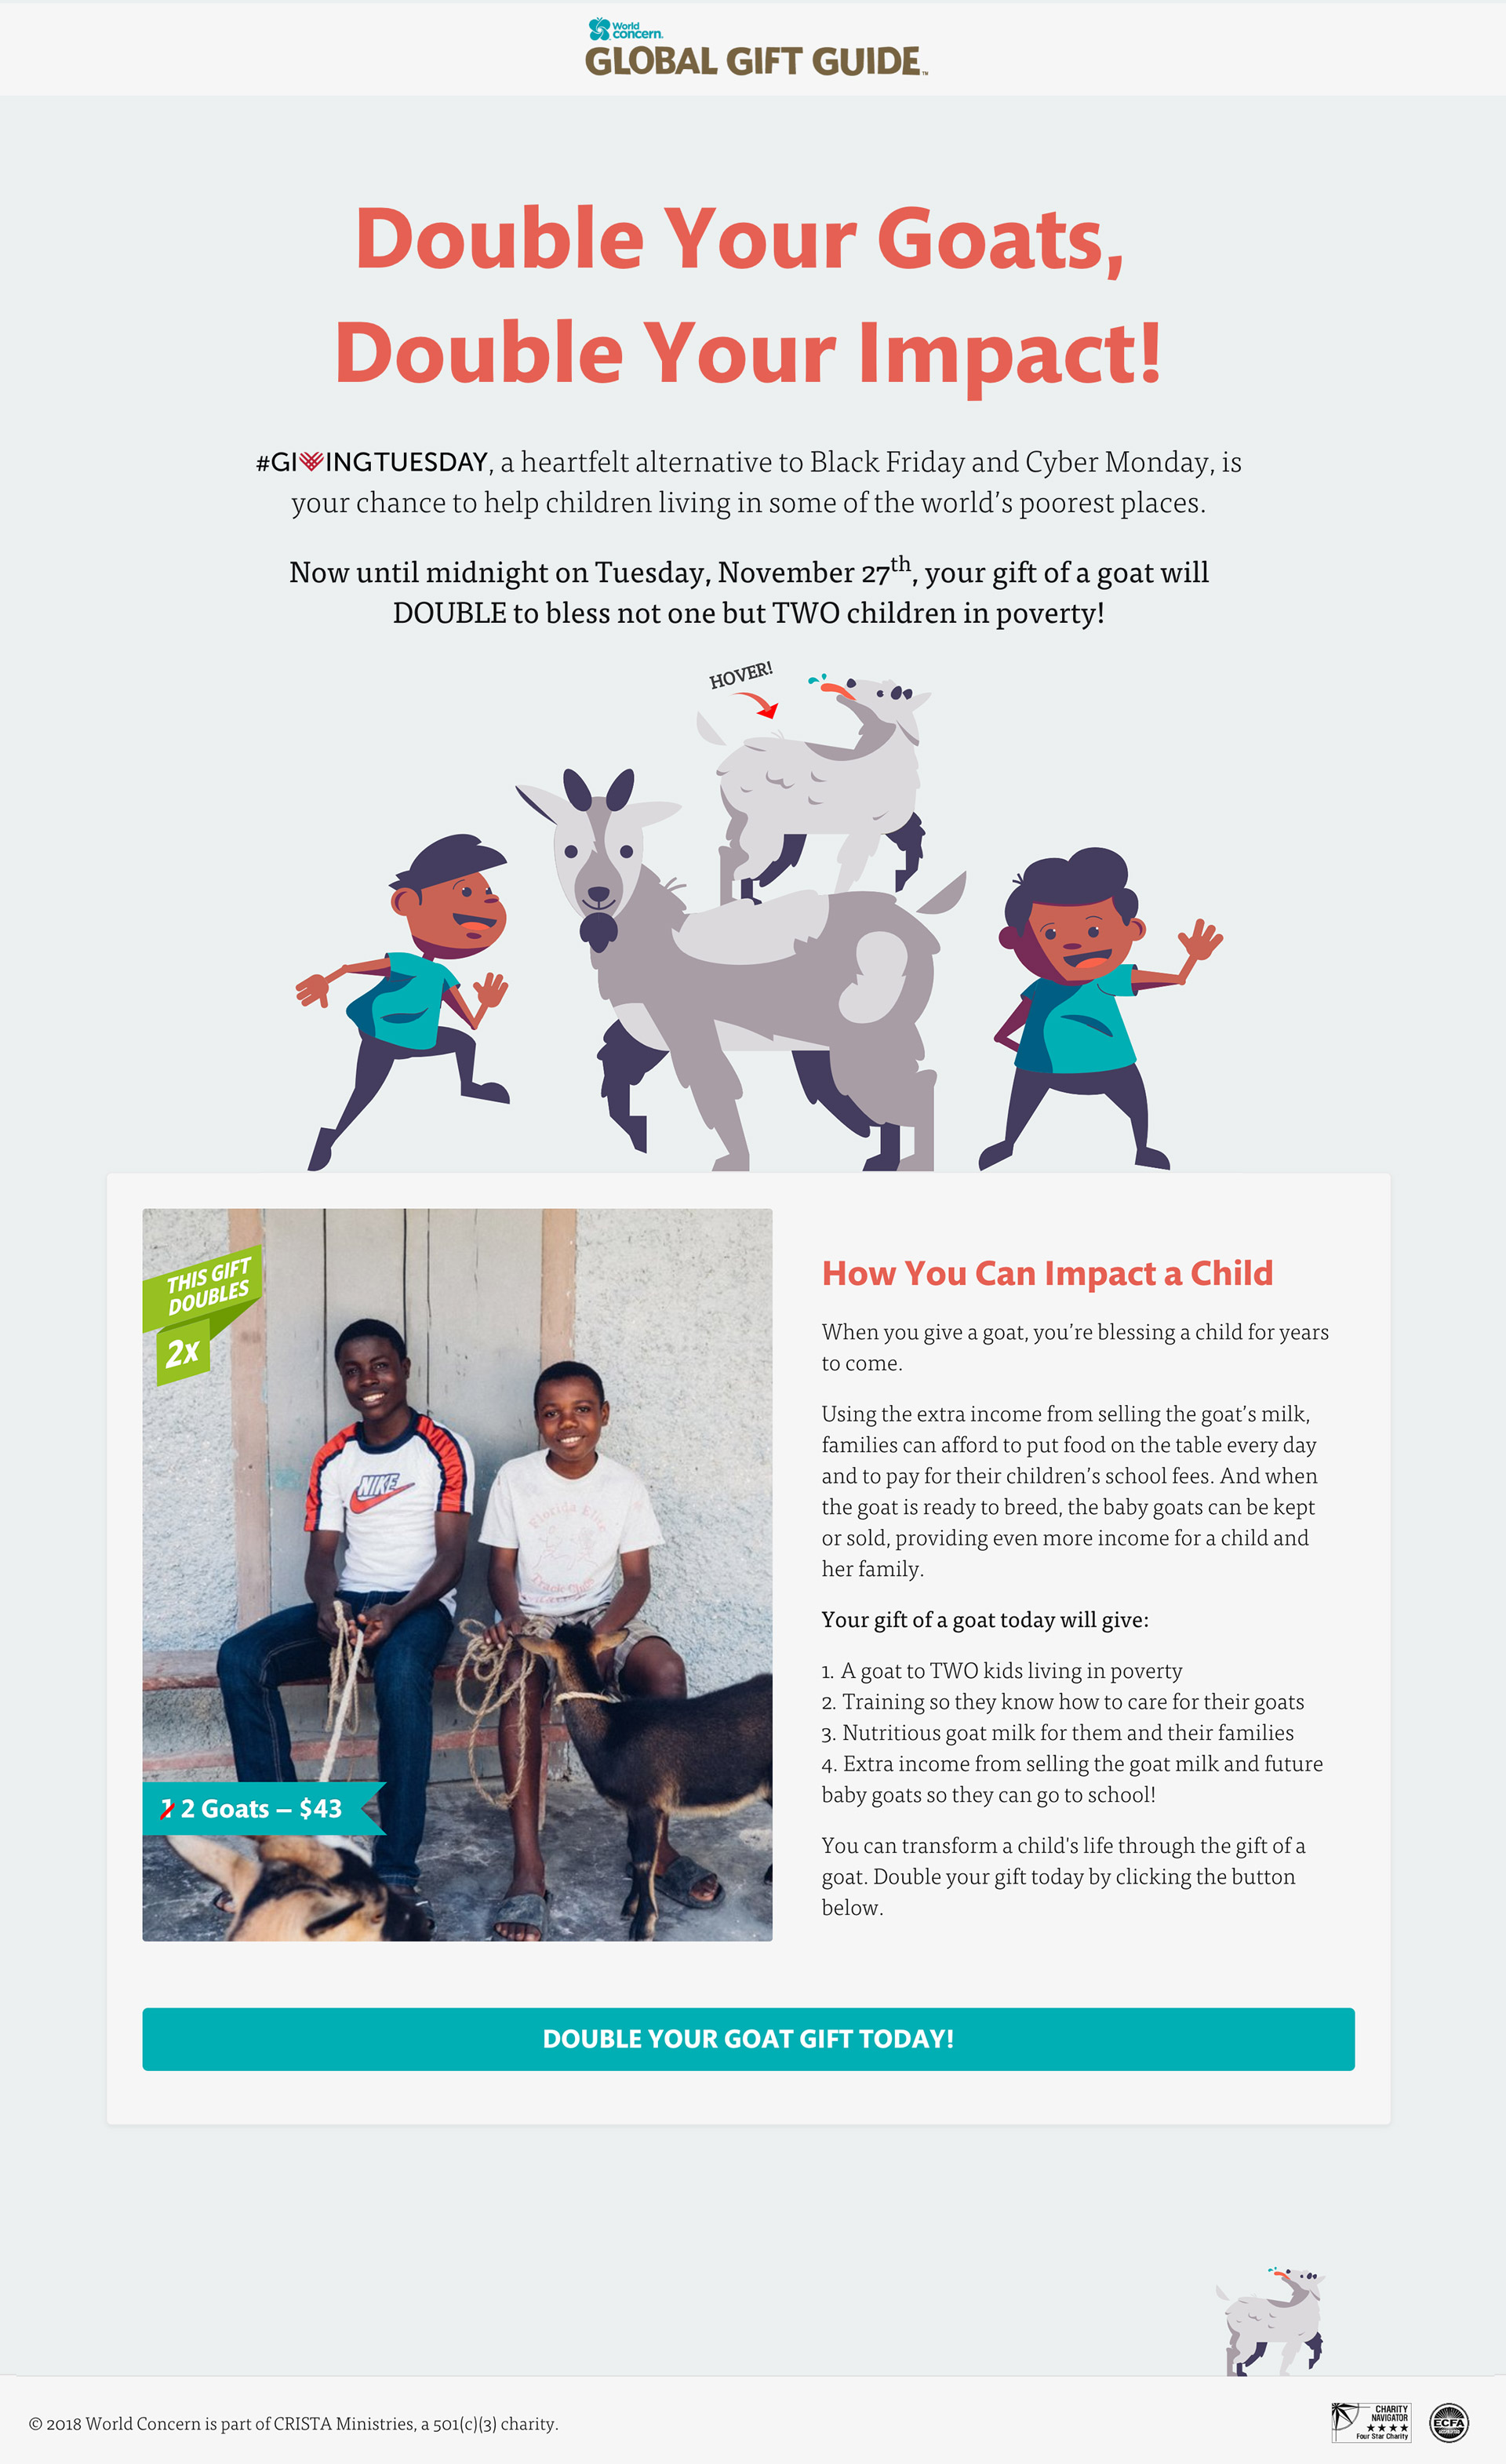 World
concern.
GLOBAL GIFT GUIDE™
Double Your Goats,
Double Your Impact!
#GIVINGTUESDAY, a heartfelt alternative to Black Friday and Cyber Monday, is
your chance to help children living in some of the world’s poorest places.
Now until midnight on Tuesday, November 27th, your gift of a goat will
DOUBLE to bless not one but TWO children in poverty!
HOVER!
THIS GIFT
DOUBLES
2x
NIKE
Florida Elite
Track Club
1 2 Goats – $43
How You Can Impact a Child
When you give a goat, you’re blessing a child for years
to come.
Using the extra income from selling the goat’s milk,
families can afford to put food on the table every day
and to pay for their children’s school fees. And when
the goat is ready to breed, the baby goats can be kept
or sold, providing even more income for a child and
her family.
Your gift of a goat today will give:
1. A goat to TWO kids living in poverty
2. Training so they know how to care for their goats
3. Nutritious goat milk for them and their families
4. Extra income from selling the goat milk and future
baby goats so they can go to school!
You can transform a child's life through the gift of a
goat. Double your gift today by clicking the button
below.
DOUBLE YOUR GOAT GIFT TODAY!
© 2018 World Concern is part of CRISTA Ministries, a 501(c)(3) charity.
CHARITY
NAVIGATOR
★★★★
Four Star Charity
ECFA